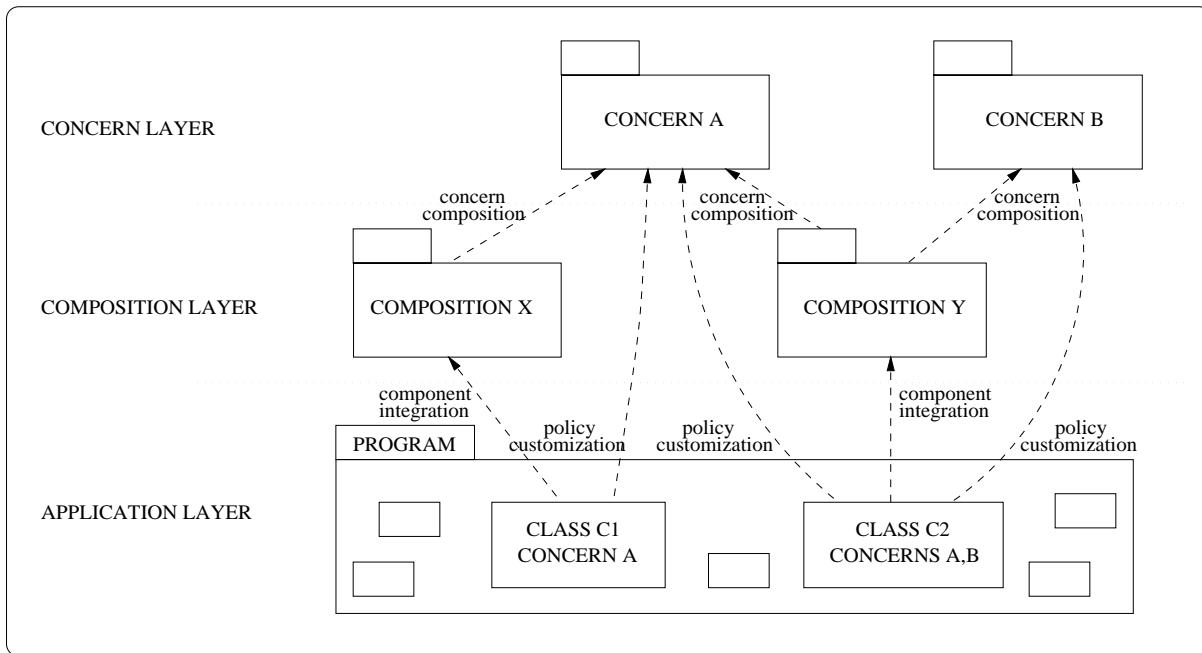 CONCERN LAYER
CONCERN A
CONCERN B
concern
composition
concern
composition
concern
composition
COMPOSITION LAYER
COMPOSITION X
COMPOSITION Y
component
integration
component
integration
policy
customization
policy
customization
policy
customization
PROGRAM
APPLICATION LAYER
CLASS C1
CONCERN A
CLASS C2
CONCERNS A,B